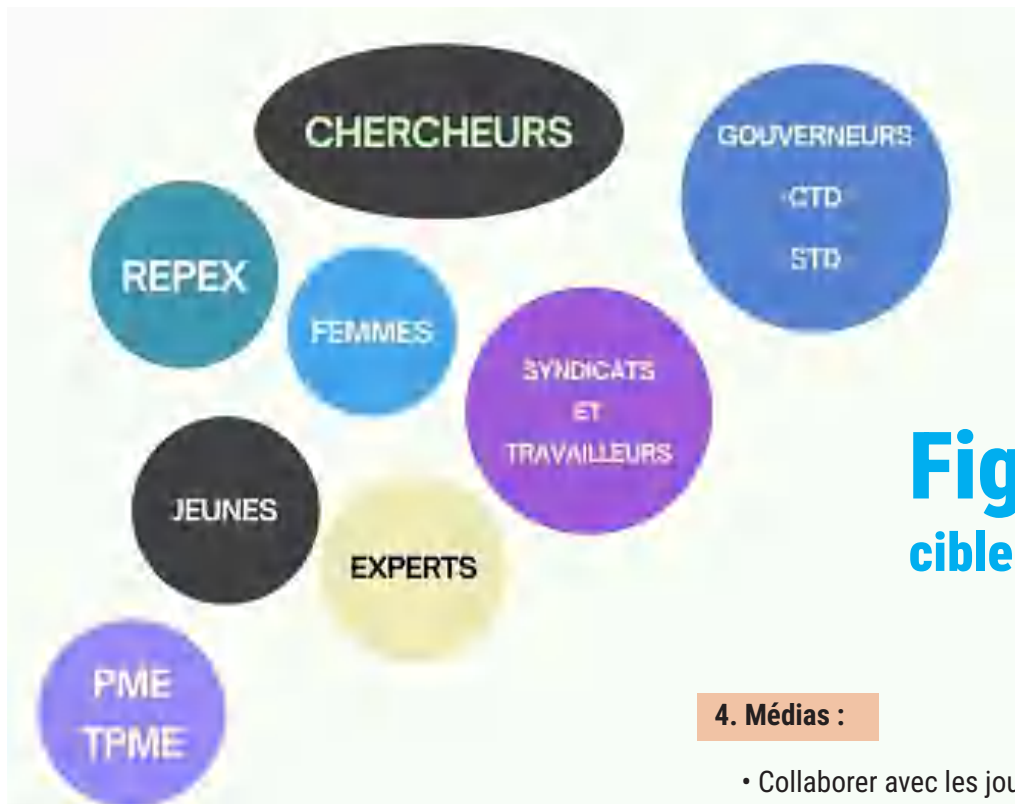 CHERCHEURS
GOUVERNEURS
CTD
STD
REPEX
FEMMES
SYNDICATS
ET
TRAVAILLEURS
JEUNES
EXPERTS
PME
TPME
Fig
cible
4. Médias :
• Collaborer avec les jou